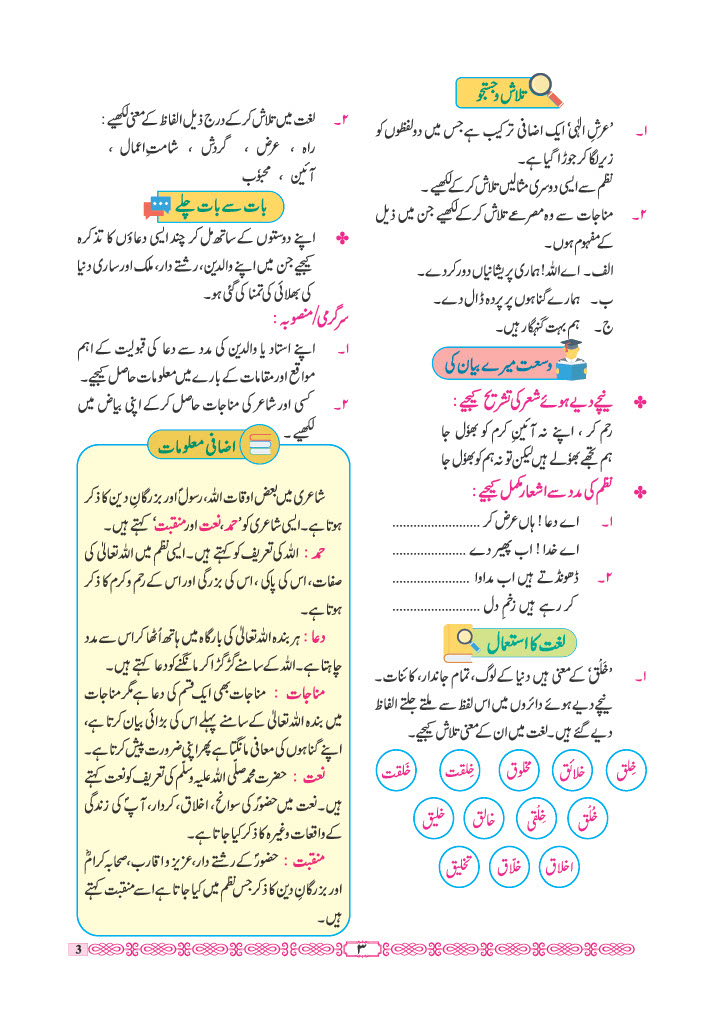 تلاش و جستجو
۱۔ ’عرشِ الٰہی‘ ایک اضافی ترکیب ہے جس میں دو لفظوں کو
زیر لگا کر جوڑا گیا ہے۔
نظم سے ایسی دوسری مثالیں تلاش کرکے لکھیے ۔
۲۔ مناجات سے وہ مصرعے تلاش کرکے لکھیے جن میں ذیل
کے مفہوم ہوں۔
الف۔ اے اللہ! ہماری پریشانیاں دور کردے۔
ب۔ ہمارے گناہوں پر پردہ ڈال دے۔
ج۔ ہم بہت گنہگار ہیں۔
وسعت میرے بیان کی
نیچے دیے ہوئے شعر کی تشریح کیجیے :
رحم کر ، اپنے نہ آئینِ کرم کو بھوٗل جا
ہم تجھے بھوٗلے ہیں لیکن تو نہ ہم کو بھوٗل جا
نظم کی مدد سے اشعار مکمل کیجیے :
۱۔ اے دعا! ہاں عرض کر ......................
اے خدا! اب پھیر دے ......................
۲۔ ڈھونڈتے ہیں اب مداوا ......................
کر رہے ہیں زخمِ دل ......................
لغت کا استعمال
۱۔ ’خَلْق‘ کے معنی ہیں دنیا کے لوگ، تمام جاندار، کائنات۔
نیچے دیے ہوئے دائروں میں اس لفظ سے ملتے جلتے الفاظ
دیے گئے ہیں۔ لغت میں ان کے معنی تلاش کیجیے۔
خِلق خلائق مخلوق خِلقت خَلقت
خُلُق خِلْقی خالق خلیق
اخلاق خلّاق تخلیق
۲۔ لغت میں تلاش کرکے درج ذیل الفاظ کے معنی لکھیے :
راہ ، عرض ، گردش ، شامتِ اعمال ،
آئین ، محبوٗب
بات سے بات چلے
اپنے دوستوں کے ساتھ مل کر چند ایسی دعاؤں کا تذکرہ
کیجیے جن میں اپنے والدین، رشتے دار، ملک اور ساری دنیا
کی بھلائی کی تمنا کی گئی ہو۔
سرگرمی/منصوبہ :
۱۔ اپنے استاد یا والدین کی مدد سے دعا کی قبولیت کے اہم
مواقع اور مقامات کے بارے میں معلومات حاصل کیجیے۔
۲۔ کسی اور شاعر کی مناجات حاصل کرکے اپنی بیاض میں
لکھیے۔
اضافی معلومات
شاعری میں بعض اوقات اللہ، رسولؐ اور بزرگانِ دین کا ذکر
ہوتا ہے۔ ایسی شاعری کو ’حمد، نعت اور منقبت‘ کہتے ہیں۔
حمد : اللہ کی تعریف کو کہتے ہیں۔ ایسی نظم میں اللہ تعالیٰ کی
صفات، اس کی پاکی ، اس کی بزرگی اور اس کے رحم و کرم کا ذکر
ہوتا ہے۔
دعا : ہر بندہ اللہ تعالیٰ کی بارگاہ میں ہاتھ اُٹھا کر اس سے مدد
چاہتا ہے۔ اللہ کے سامنے گڑگڑا کر مانگنے کو دعا کہتے ہیں۔
مناجات : مناجات بھی ایک قسم کی دعا ہے مگر مناجات
میں بندہ اللہ تعالیٰ کے سامنے پہلے اس کی بڑائی بیان کرتا ہے،
اپنے گناہوں کی معافی مانگتا ہے پھر اپنی ضرورت پیش کرتا ہے۔
نعت : حضرت محمد صلّی اللہ علیہ وسلّم کی تعریف کو نعت کہتے
ہیں۔ نعت میں حضورؐ کی سوانح، اخلاق، کردار، آپؐ کی زندگی
کے واقعات وغیرہ کا ذکر کیا جاتا ہے۔
منقبت : حضورؐ کے رشتے دار، عزیز و اقارب، صحابہ کرامؓ
اور بزرگانِ دین کا ذکر جس نظم میں کیا جاتا ہے اسے منقبت کہتے
ہیں۔
۳
3